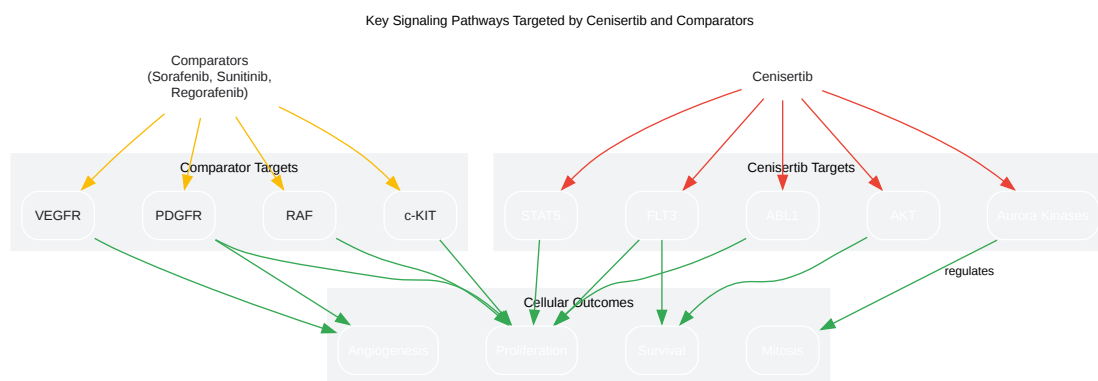 Key Signaling Pathways Targeted by Cenisertib and Comparators
Comparators
(Sorafenib, Sunitinib,
Regorafenib)
Cenisertib
Comparator Targets
Cenisertib Targets
VEGFR
PDGFR
RAF
c-KIT
STAT5
FLT3
ABL1
AKT
Aurora Kinases
regulates
Cellular Outcomes
Angiogenesis
Proliferation
Survival
Mitosis